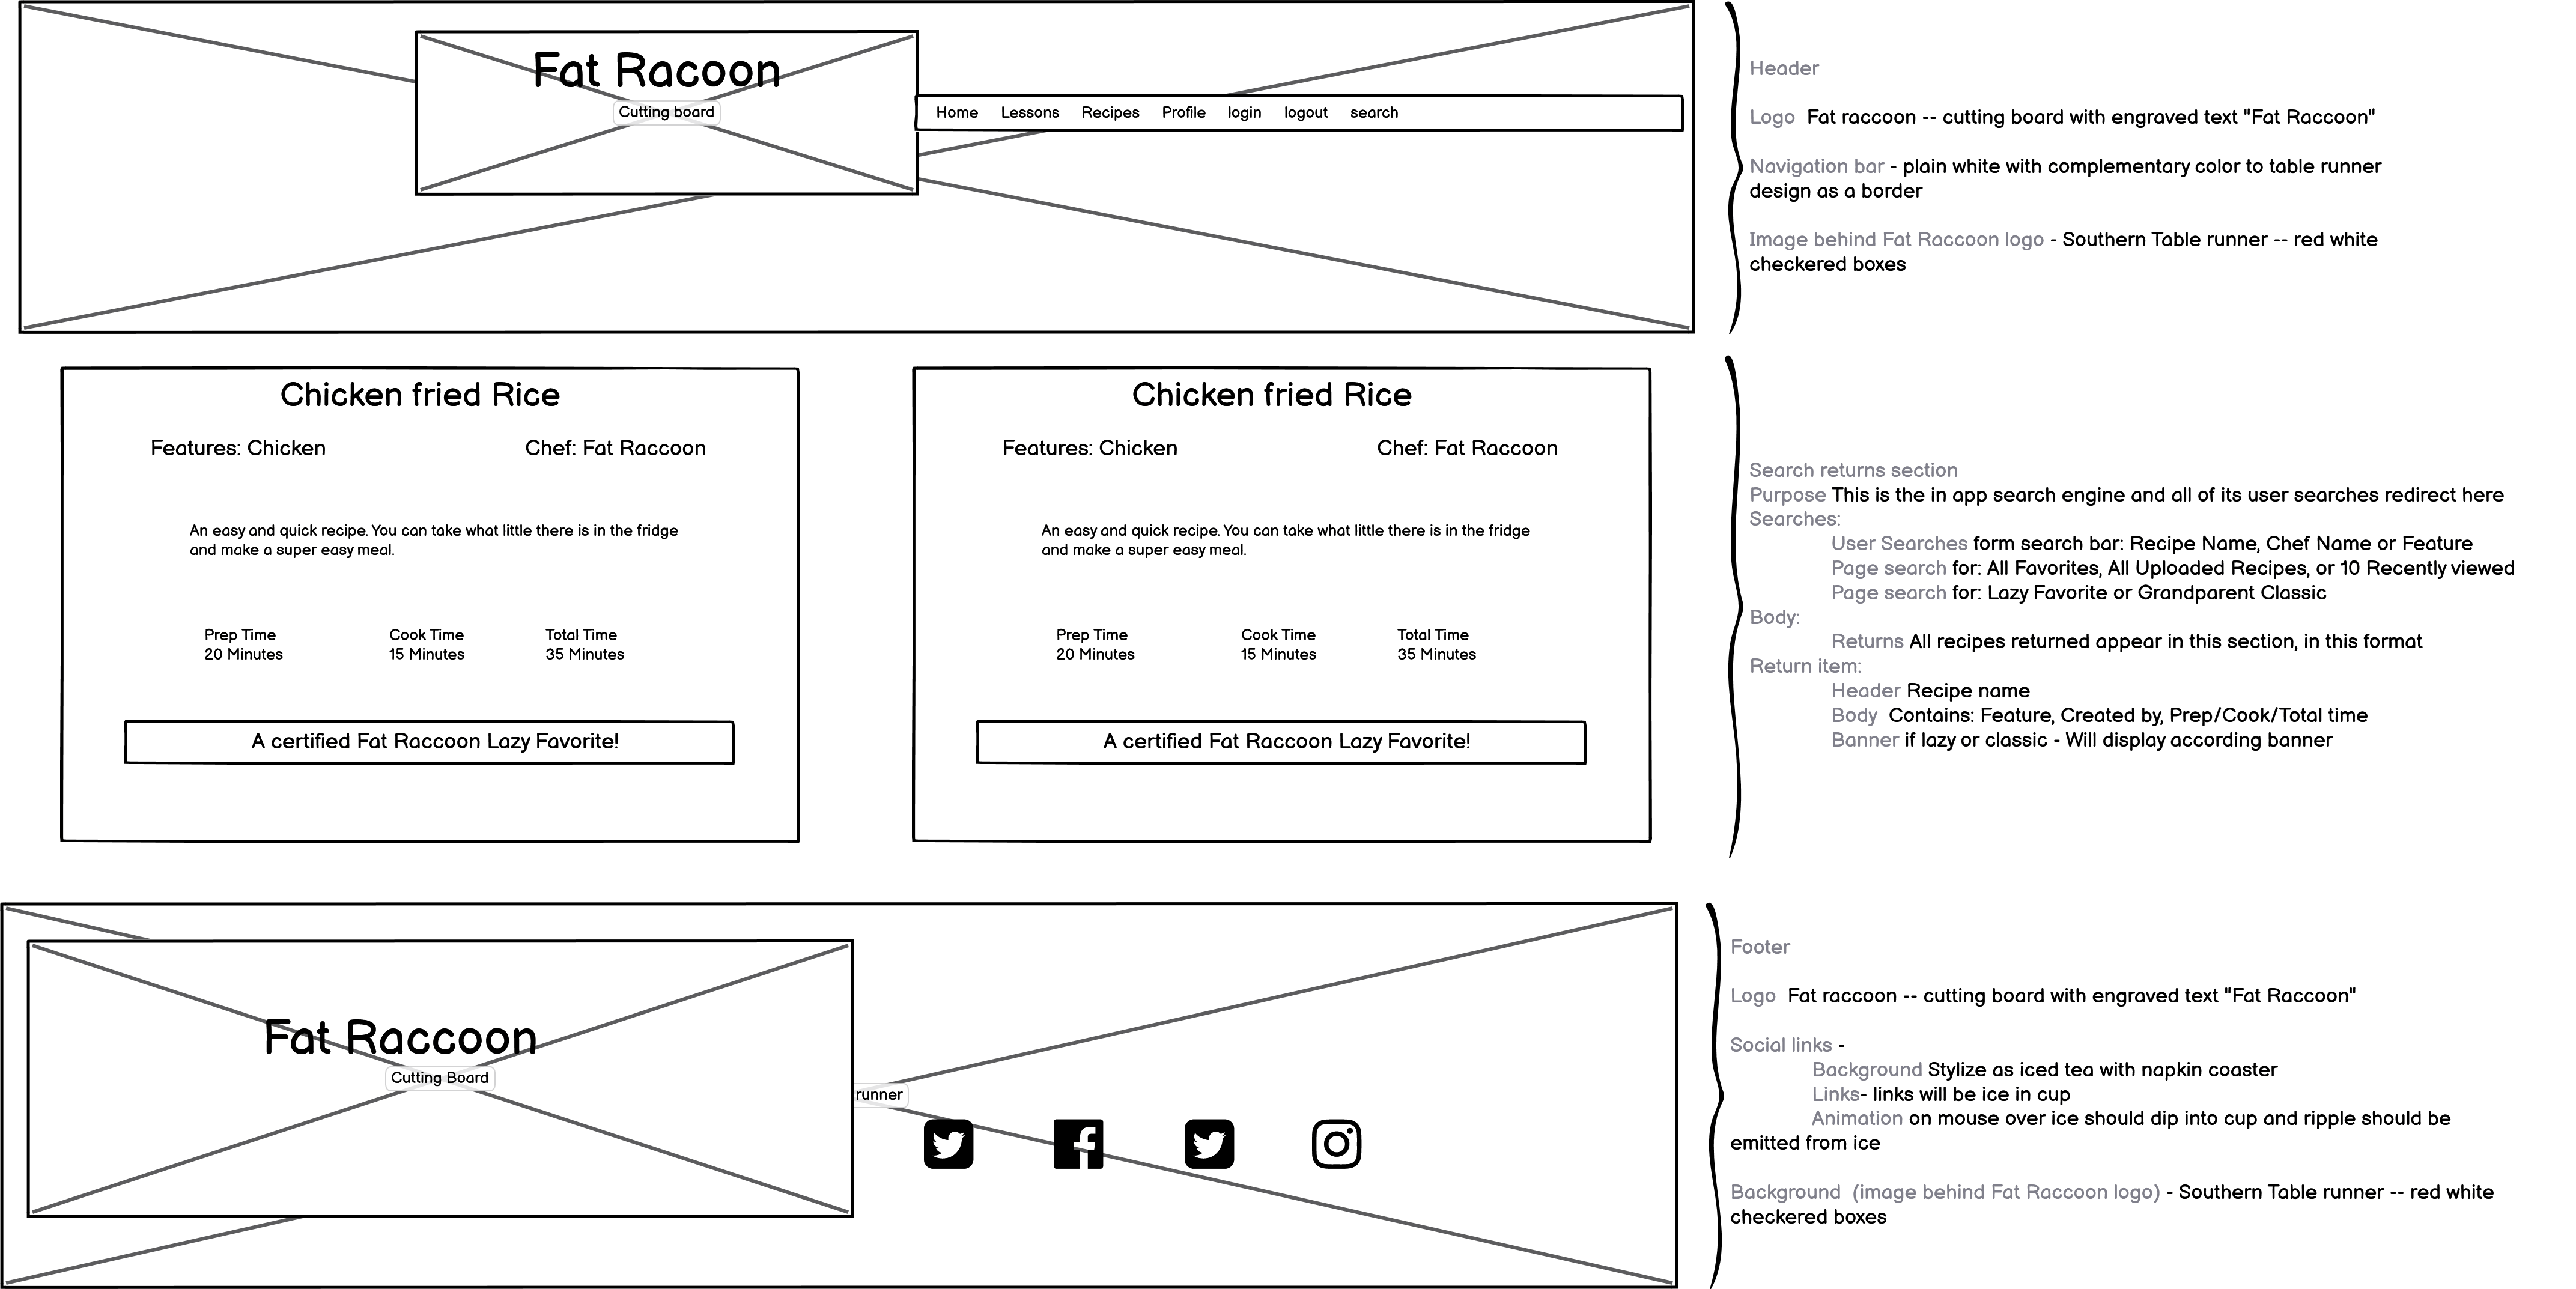 Fat Racoon
Cutting board
Home Lessons Recipes Profile login logout search
Header
Logo Fat raccoon -- cutting board with engraved text "Fat Raccoon"
Navigation bar - plain white with complementary color to table runner
design as a border
Image behind Fat Raccoon logo - Southern Table runner -- red white
checkered boxes
Chicken fried Rice
Features: Chicken Chef: Fat Raccoon
An easy and quick recipe. You can take what little there is in the fridge
and make a super easy meal.
Prep Time Cook Time Total Time
20 Minutes 15 Minutes 35 Minutes
A certified Fat Raccoon Lazy Favorite!
Chicken fried Rice
Features: Chicken Chef: Fat Raccoon
An easy and quick recipe. You can take what little there is in the fridge
and make a super easy meal.
Prep Time Cook Time Total Time
20 Minutes 15 Minutes 35 Minutes
A certified Fat Raccoon Lazy Favorite!
Search returns section
Purpose This is the in app search engine and all of its user searches redirect here
Searches:
User Searches form search bar: Recipe Name, Chef Name or Feature
Page search for: All Favorites, All Uploaded Recipes, or 10 Recently viewed
Page search for: Lazy Favorite or Grandparent Classic
Body:
Returns All recipes returned appear in this section, in this format
Return item:
Header Recipe name
Body Contains: Feature, Created by, Prep/Cook/Total time
Banner if lazy or classic - Will display according banner
Fat Raccoon
Cutting Board
runner
Footer
Logo Fat raccoon -- cutting board with engraved text "Fat Raccoon"
Social links -
Background Stylize as iced tea with napkin coaster
Links- links will be ice in cup
Animation on mouse over ice should dip into cup and ripple should be
emitted from ice
Background (image behind Fat Raccoon logo) - Southern Table runner -- red white
checkered boxes